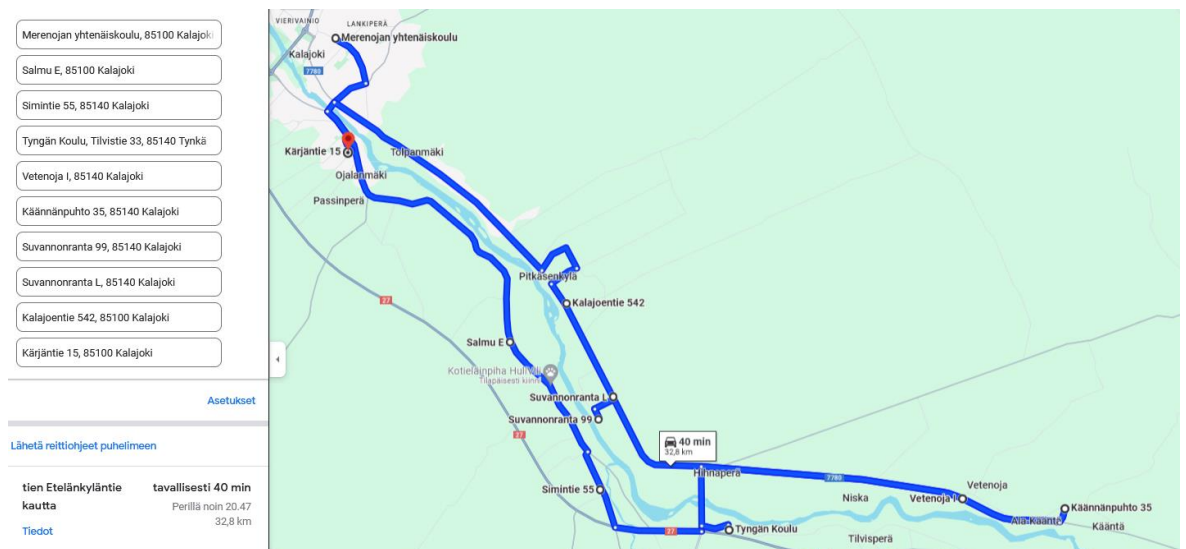 Merenojan yhtenäiskoulu, 85100 Kalajoki
Salmu E, 85100 Kalajoki
Simintie 55, 85140 Kalajoki
Tyngän Koulu, Tilvistie 33, 85140 Tynkä
Vetenoja I, 85140 Kalajoki
Käännänpuhto 35, 85140 Kalajoki
Suvannonranta 99, 85140 Kalajoki
Suvannonranta L, 85140 Kalajoki
Kalajoentie 542, 85100 Kalajoki
Kärjäntie 15, 85100 Kalajoki
Asetukset
Lähetä reittiohjeet puhelimeen
tien Etelänkyläntie kautta
tavallisesti 40 min
Perillä noin 20.47
32,8 km
Tiedot
VIERIVAINIO
LANKIPERÄ
Merenojan yhtenäiskoulu
Kalajoki
7780
Kärjäntie 15
Tolpanmäki
Ojalanmäki
Passinperä
27
Pitkäsenkylä
Kalajoentie 542
Salmu E
Kotieläinpiha
Tilapäisesti kiinni
Suvannonranta L
Suvannonranta 99
27
40 min
32,8 km
Hihnaperä
7780
Vetenoja
Simintie 55
Niska
Vetenoja I
Käännänpuhto 35
Ala-Kääntä
Kääntä
27
Tyngän Koulu
Tilvisperä